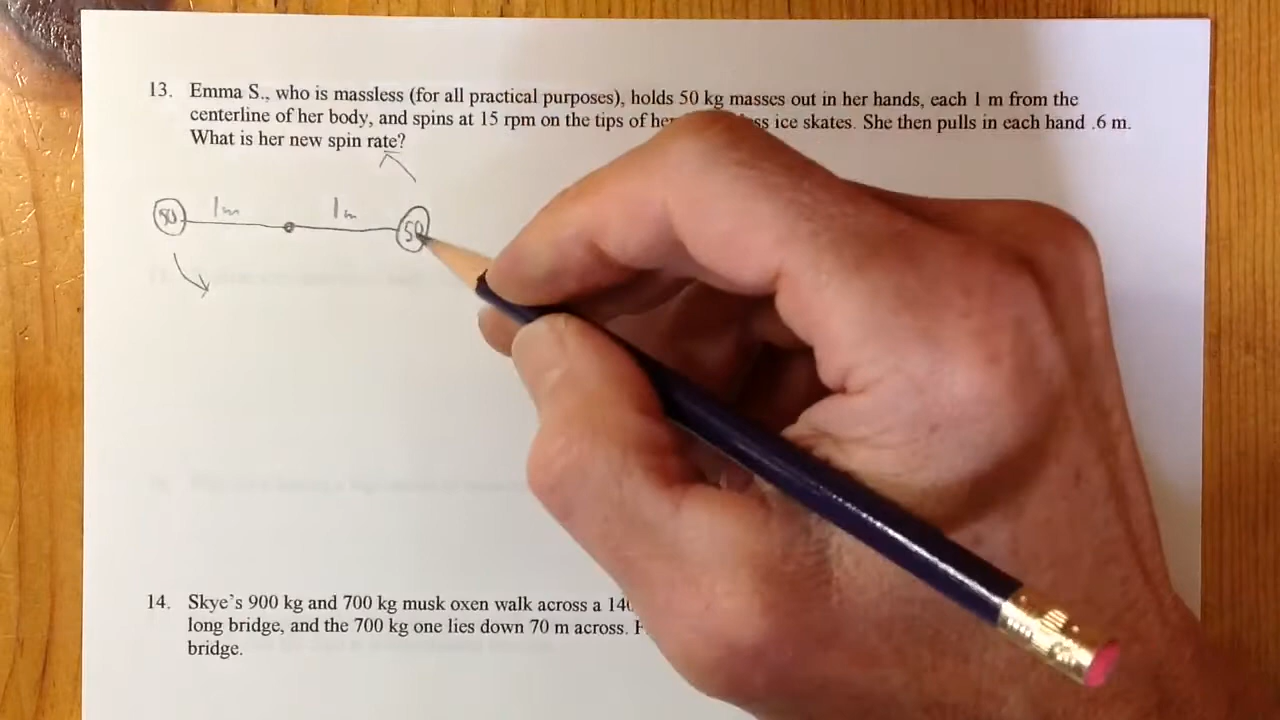 13. Emma S., who is massless (for all practical purposes), holds 50 kg masses out in her hands, each 1 m from the
centerline of her body, and spins at 15 rpm on the tips of her ice skates. She then pulls in each hand .6 m.
What is her new spin rate?
50 1m 1m 50
14. Skye's 900 kg and 700 kg musk oxen walk across a
long bridge, and the 700 kg one lies down 70 m across.
bridge.